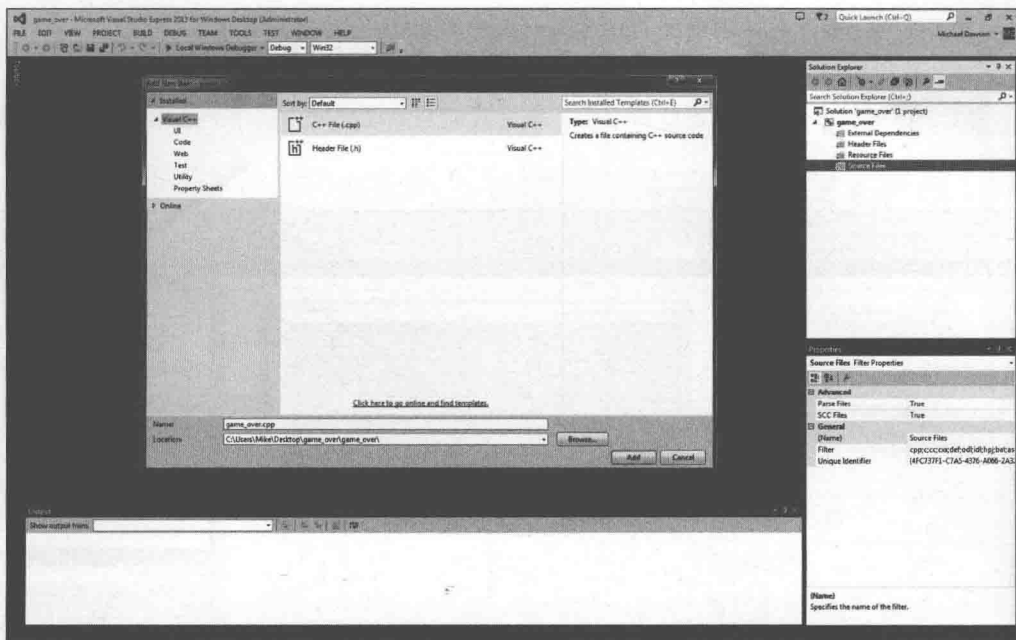 game_over - Microsoft Visual Studio Express 2013 for Windows Desktop (Administrator)
Quick Launch (Ctrl+Q)
FILE EDIT VIEW PROJECT BUILD DEBUG TEAM TOOLS TEST WINDOW HELP
Michael Dawson
Local Windows Debugger Debug Win32
Toolbox
Add New Item
Installed
Sort by: Default
Search Installed Templates (Ctrl+E)
Visual C++
UI
Code
Web
Test
Utility
Property Sheets
Online
C++ File (.cpp) Visual C++
Header File (.h) Visual C++
Type: Visual C++
Creates a file containing C++ source code
Click here to go online and find templates.
Name: game_over.cpp
Location: C:\Users\Mike\Desktop\game_over\game_over\
Browse...
Add Cancel
Solution Explorer
Search Solution Explorer (Ctrl+;)
Solution 'game_over' (1 project)
game_over
External Dependencies
Header Files
Resource Files
Source Files
Properties
Source Files Filter Properties
Advanced
Parse Files True
SCC Files True
General
(Name) Source Files
Filter
Unique Identifier
(Name)
Specifies the name of the filter.
Output
Show output from: